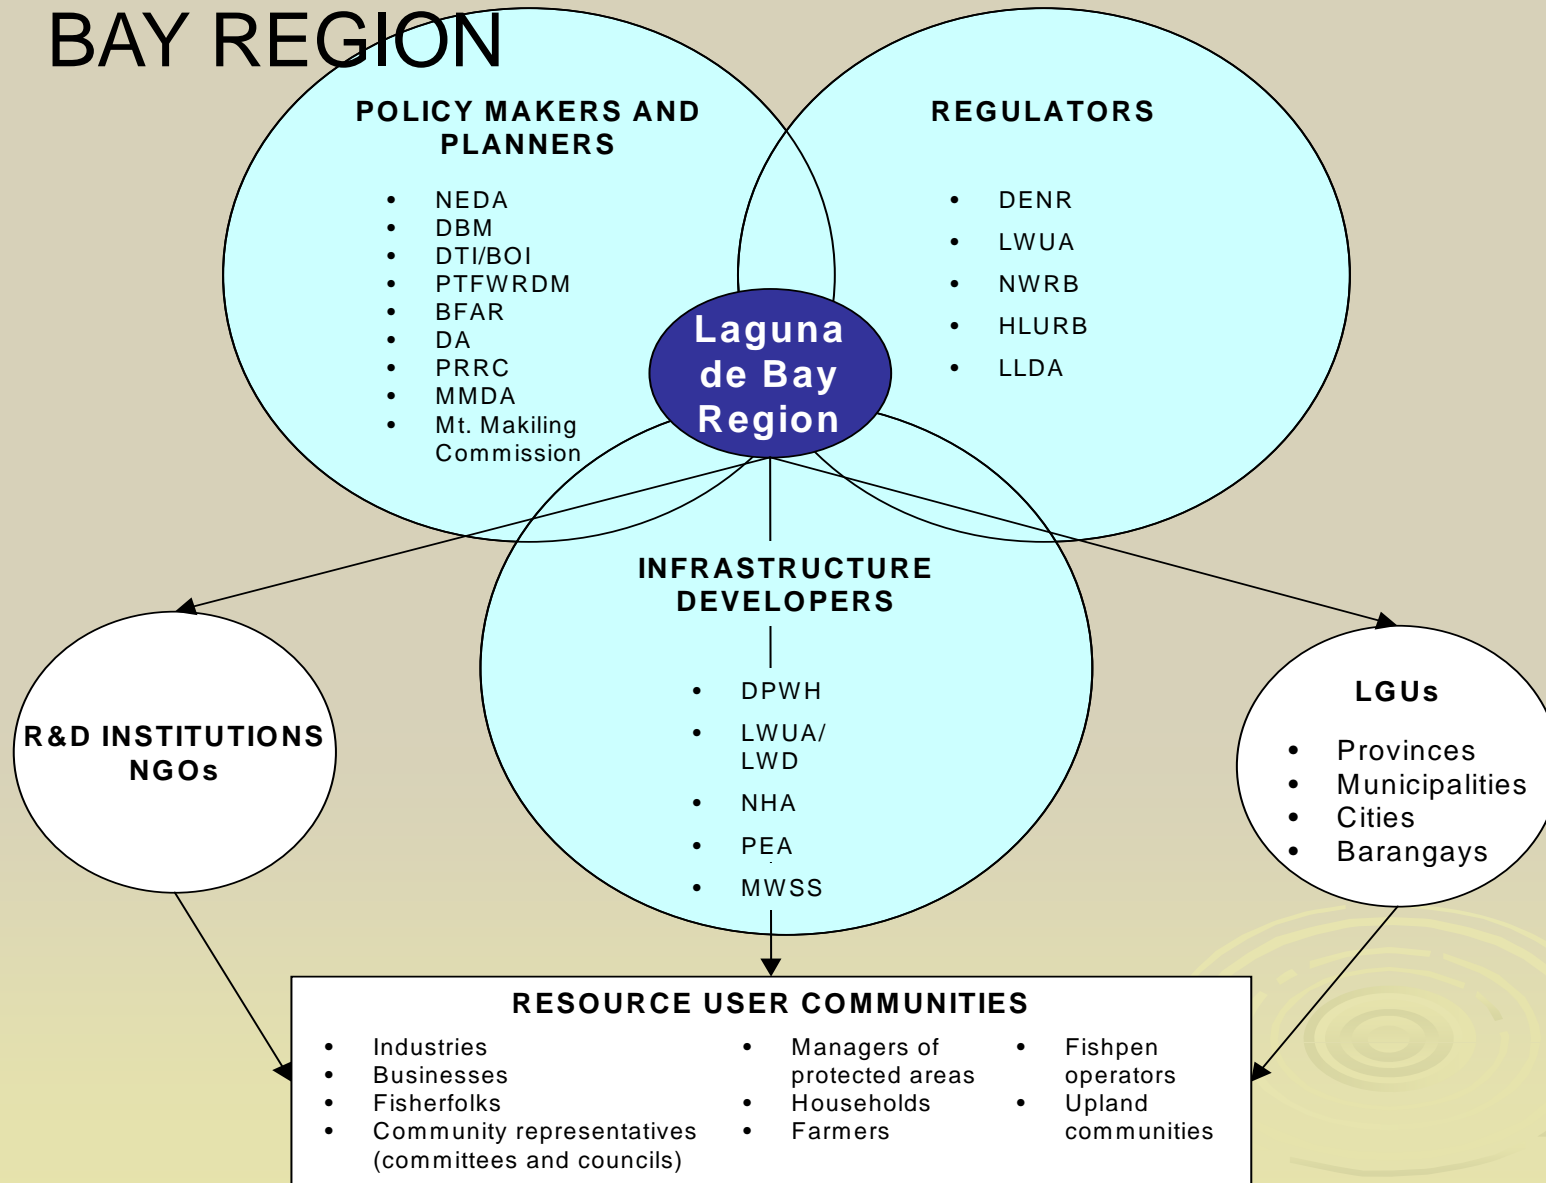 BAY REGION
POLICY MAKERS AND
PLANNERS
• NEDA
• DBM
• DTI/BOI
• PTFWRDM
• BFAR
• DA
• PRRC
• MMDA
• Mt. Makiling
Commission
REGULATORS
• DENR
• LWUA
• NWRB
• HLURB
• LLDA
Laguna
de Bay
Region
INFRASTRUCTURE
DEVELOPERS
• DPWH
• LWUA/
LWD
• NHA
• PEA
• MWSS
R&D INSTITUTIONS
NGOs
LGUs
• Provinces
• Municipalities
• Cities
• Barangays
RESOURCE USER COMMUNITIES
• Industries
• Businesses
• Fisherfolks
• Community representatives
(committees and councils)
• Managers of
protected areas
• Households
• Farmers
• Fishpen
operators
• Upland
communities